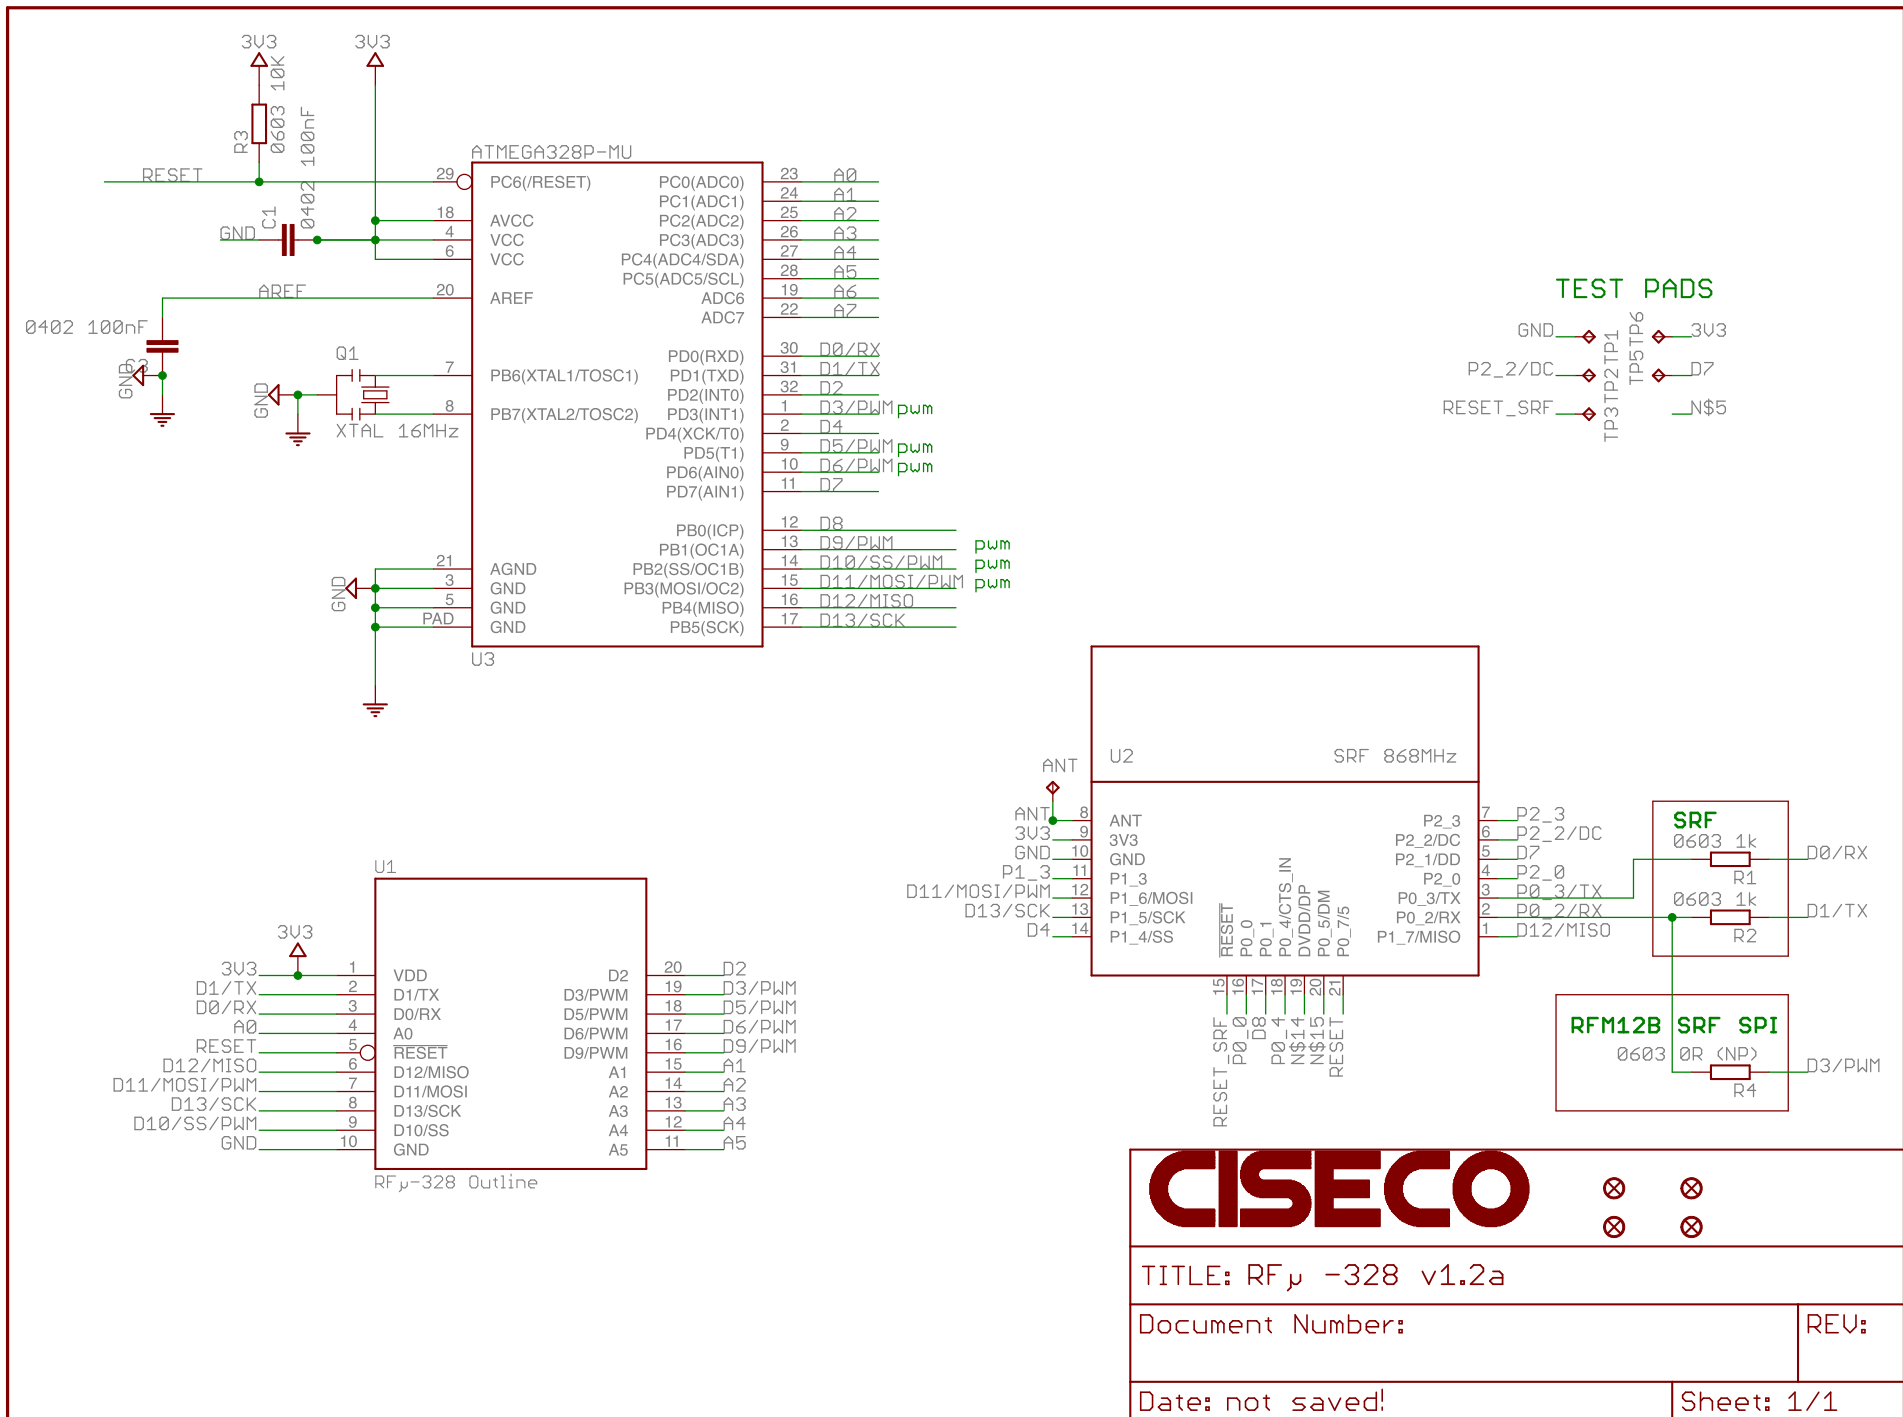 3V3
3V3
R3
0603 10K
RESET
C1
0402 100nF
GND
AREF
0402 100nF
C3
GND
Q1
GND
XTAL 16MHz
GND
ATMEGA328P-MU
29 PC6(/RESET)
18 AVCC
4 VCC
6 VCC
20 AREF
7 PB6(XTAL1/TOSC1)
8 PB7(XTAL2/TOSC2)
21 AGND
3 GND
5 GND
PAD GND
PC0(ADC0) 23 A0
PC1(ADC1) 24 A1
PC2(ADC2) 25 A2
PC3(ADC3) 26 A3
PC4(ADC4/SDA) 27 A4
PC5(ADC5/SCL) 28 A5
ADC6 19 A6
ADC7 22 A7
PD0(RXD) 30 D0/RX
PD1(TXD) 31 D1/TX
PD2(INT0) 32 D2
PD3(INT1) 1 D3/PWM pwm
PD4(XCK/T0) 2 D4
PD5(T1) 9 D5/PWM pwm
PD6(AIN0) 10 D6/PWM pwm
PD7(AIN1) 11 D7
PB0(ICP) 12 D8
PB1(OC1A) 13 D9/PWM pwm
PB2(SS/OC1B) 14 D10/SS/PWM pwm
PB3(MOSI/OC2) 15 D11/MOSI/PWM pwm
PB4(MISO) 16 D12/MISO
PB5(SCK) 17 D13/SCK
U3
TEST PADS
GND
P2_2/DC
RESET_SRF
TP3TP2TP1
TP5TP6
3V3
D7
N$5
U2
SRF 868MHz
ANT
ANT 8 ANT
3V3 9 3V3
GND 10 GND
P1_3 11 P1_3
D11/MOSI/PWM 12 P1_6/MOSI
D13/SCK 13 P1_5/SCK
D4 14 P1_4/SS
P2_3 7 P2_3
P2_2/DC 6 P2_2/DC
P2_1/DD 5 D7
P2_0 4 P2_0
P0_3/TX 3 P0_3/TX
P0_2/RX 2 P0_2/RX
P1_7/MISO 1 D12/MISO
RESET 15 RESET_SRF
P0_0 16 P0_0
P0_1 17 D8
P0_4/CTS_IN 18 P0_4
DVDD/DP 19 N$14
P0_5/DM 20 N$15
P0_7/5 21 RESET
SRF
0603 1k
R1
D0/RX
0603 1k
R2
D1/TX
RFM12B SRF SPI
0603 0R (NP)
R4
D3/PWM
U1
3V3
3V3 1 VDD
D1/TX 2 D1/TX
D0/RX 3 D0/RX
A0 4 A0
RESET 5 RESET
D12/MISO 6 D12/MISO
D11/MOSI/PWM 7 D11/MOSI
D13/SCK 8 D13/SCK
D10/SS/PWM 9 D10/SS
GND 10 GND
D2 20 D2
D3/PWM 19 D3/PWM
D5/PWM 18 D5/PWM
D6/PWM 17 D6/PWM
D9/PWM 16 D9/PWM
A1 15 A1
A2 14 A2
A3 13 A3
A4 12 A4
A5 11 A5
RFµ-328 Outline
CISECO
TITLE: RFµ -328 v1.2a
Document Number:
REV:
Date: not saved!
Sheet: 1/1